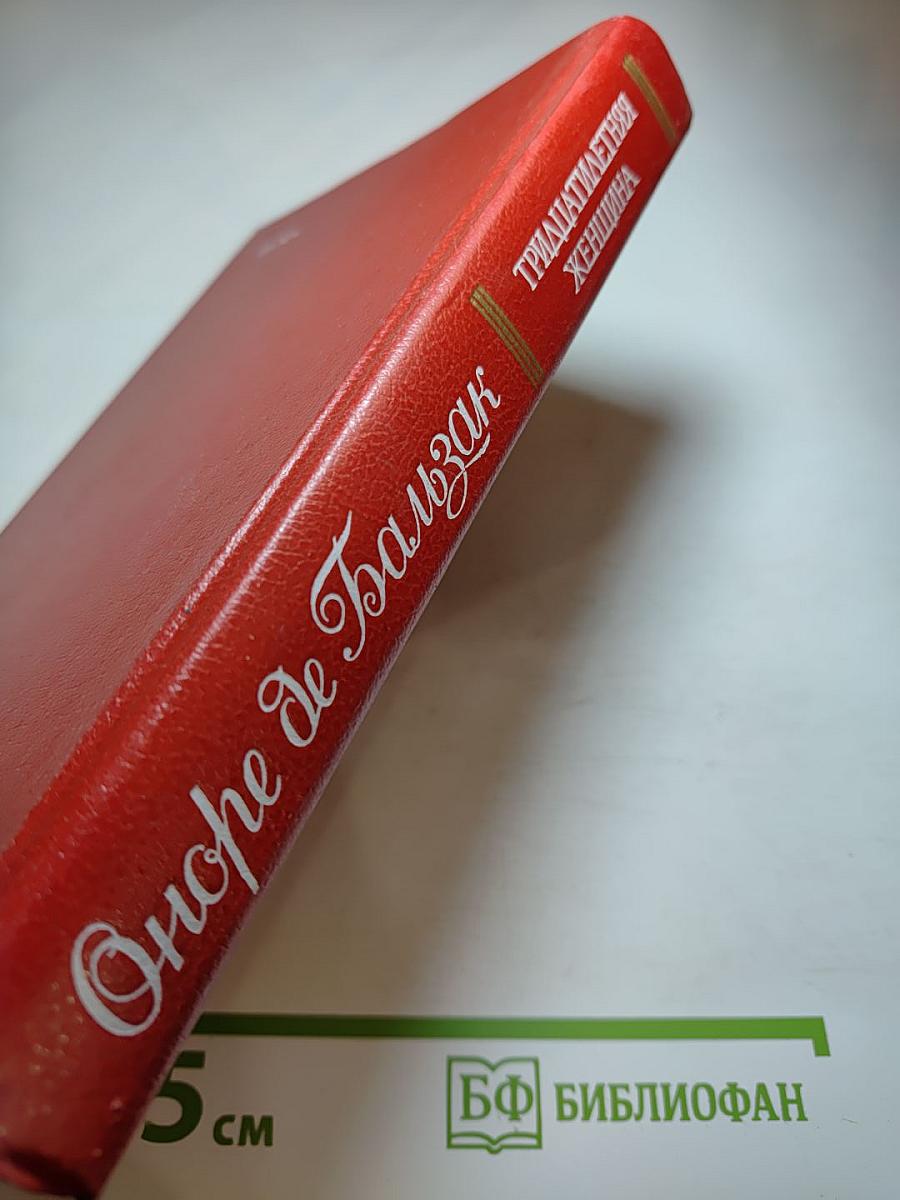 Оноре де Бальзак
ТРИДЦАТИЛЕТНЯЯ
ЖЕНЩИНА
5 см
БФ БИБЛИОФАН